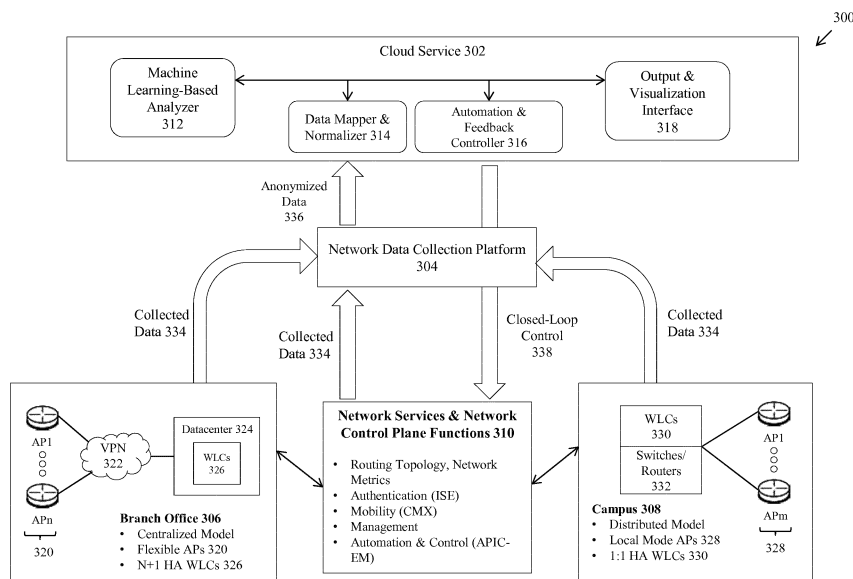 300
Cloud Service 302
Machine
Learning-Based
Analyzer
312
Data Mapper &
Normalizer 314
Automation &
Feedback
Controller 316
Output &
Visualization
Interface
318
Anonymized
Data
336
Network Data Collection Platform
304
Collected
Data 334
Collected
Data 334
Closed-Loop
Control
338
Collected
Data 334
AP1
VPN
322
APn
320
Datacenter 324
WLCs
326
Branch Office 306
• Centralized Model
• Flexible APs 320
• N+1 HA WLCs 326
Network Services & Network
Control Plane Functions 310
• Routing Topology, Network
Metrics
• Authentication (ISE)
• Mobility (CMX)
• Management
• Automation & Control (APIC-
EM)
WLCs
330
Switches/
Routers
332
AP1
APm
328
Campus 308
• Distributed Model
• Local Mode APs 328
• 1:1 HA WLCs 330